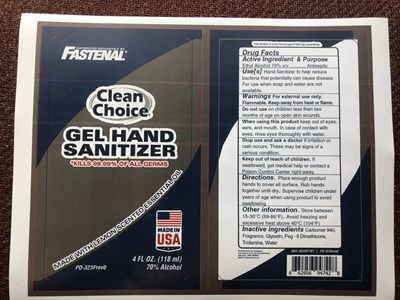 FASTENAL
Clean
Choice
GEL HAND
SANITIZER
*KILLS 99.99% OF ALL GERMS
MADE WITH LEMON SCENTED ESSENTIAL OIL
MADE IN
USA
4 FL OZ. (118 ml)
70% Alcohol
PD-323Frev0
Drug Facts
Active Ingredient & Purpose
Ethyl Alcohol 70% v/v Antiseptic
Use[s] Hand Sanitizer to help reduce
bacteria that potentially can cause disease.
For use when soap and water are not
available.
Warnings For external use only.
Flammable. Keep away from heat or flame.
Do not use on children less than two
months of age on open skin wounds.
When using this product keep out of eyes,
ears, and mouth. In case of contact with
eyes, rinse eyes thoroughly with water.
Stop use and ask a doctor if irritation or
rash occurs. These may be signs of a
serious condition.
Keep out of reach of children. If
swallowed, get medical help or contact a
Poison Control Center right away.
Directions. Place enough product
hands to cover all surface. Rub hands
together until dry. Supervise children under
years of age when using product to avoid
swallowing.
Other information. Store between
15-30°C (59-86°F). Avoid freezing and
excessive heat above 40°C (104°F)
Inactive ingredients Carbomer 940,
Fragrance, Glycerin, Peg - 8 Dimethicone,
Trolamine, Water
8 62956 94742 8